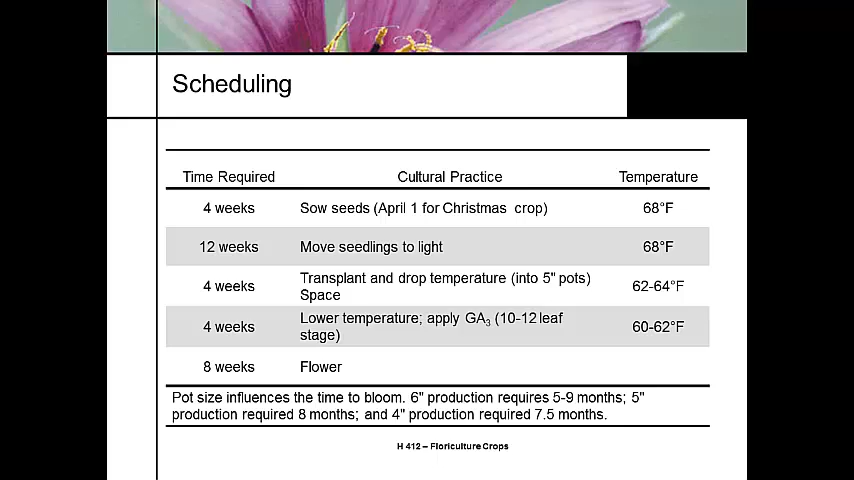 Scheduling
Time Required Cultural Practice Temperature
4 weeks Sow seeds (April 1 for Christmas crop) 68°F
12 weeks Move seedlings to light 68°F
4 weeks Transplant and drop temperature (into 5" pots) 62-64°F
Space
4 weeks Lower temperature; apply GA₃ (10-12 leaf 60-62°F
stage)
8 weeks Flower
Pot size influences the time to bloom. 6" production requires 5-9 months; 5"
production required 8 months; and 4" production required 7.5 months.
H 412 – Floriculture Crops